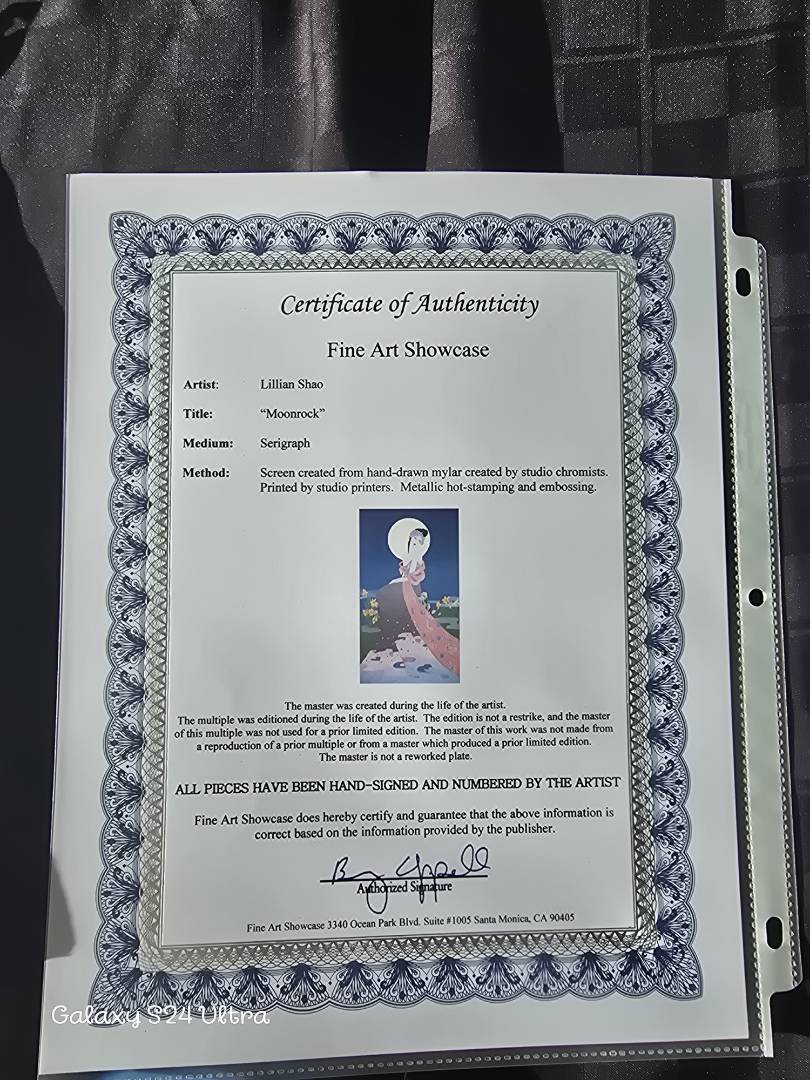 Certificate of Authenticity
Fine Art Showcase
Artist: Lillian Shao
Title: “Moonrock”
Medium: Serigraph
Method: Screen created from hand-drawn mylar created by studio chromists.
Printed by studio printers. Metallic hot-stamping and embossing.
The master was created during the life of the artist.
The multiple was editioned during the life of the artist. The edition is not a restrike, and the master
of this multiple was not used for a prior limited edition. The master of this work was not made from
a reproduction of a prior multiple or from a master which produced a prior limited edition.
The master is not a reworked plate.
ALL PIECES HAVE BEEN HAND-SIGNED AND NUMBERED BY THE ARTIST
Fine Art Showcase does hereby certify and guarantee that the above information is
correct based on the information provided by the publisher.
Authorized Signature
Fine Art Showcase 3340 Ocean Park Blvd. Suite #1005 Santa Monica, CA 90405
Galaxy S24 Ultra